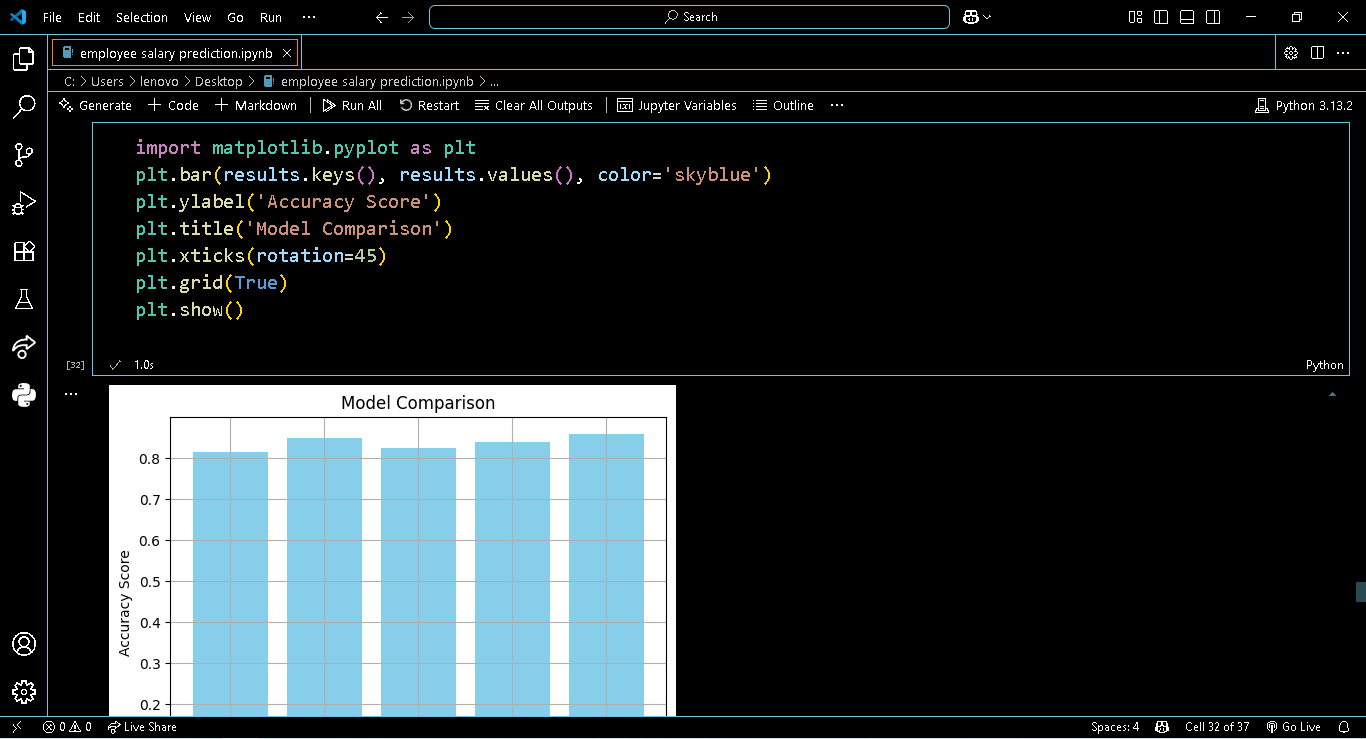 File Edit Selection View Go Run ··· Search
employee salary prediction.ipynb
C: > Users > lenovo > Desktop > employee salary prediction.ipynb > ...
Generate + Code + Markdown Run All Restart Clear All Outputs Jupyter Variables Outline ··· Python 3.13.2
import matplotlib.pyplot as plt
plt.bar(results.keys(), results.values(), color='skyblue')
plt.ylabel('Accuracy Score')
plt.title('Model Comparison')
plt.xticks(rotation=45)
plt.grid(True)
plt.show()
[32] 1.0s Python
Model Comparison
Accuracy Score
0.8
0.7
0.6
0.5
0.4
0.3
0.2
0 0 Live Share Spaces: 4 Cell 32 of 37 Go Live